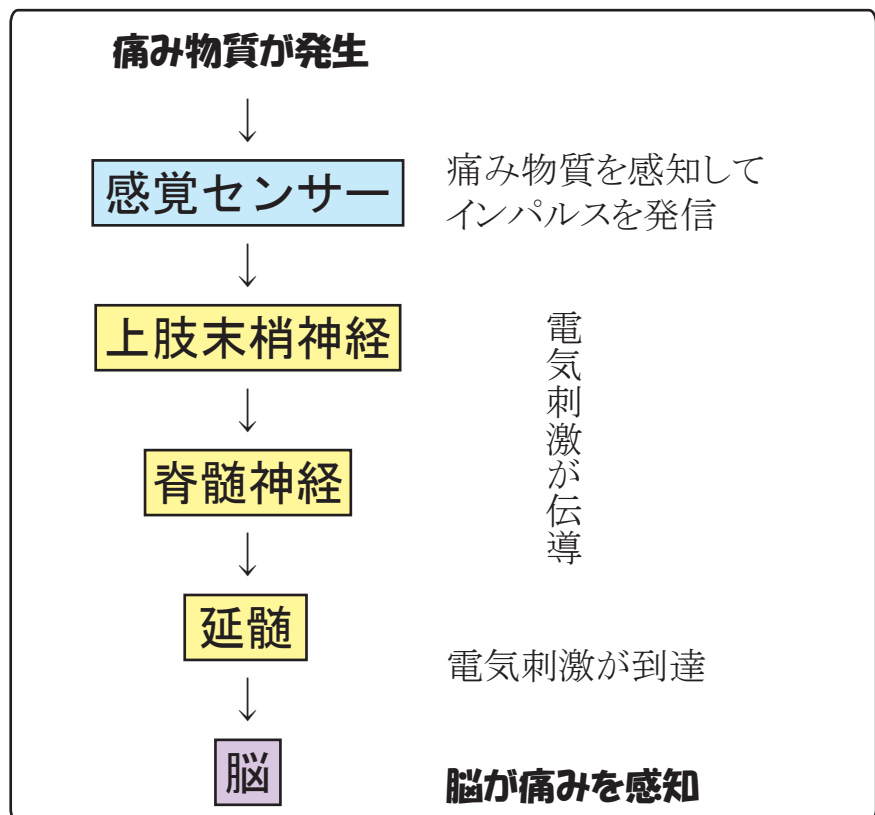 痛み物質が発生
↓
感覚センサー
痛み物質を感知して
インパルスを発信
↓
上肢末梢神経
電気刺激が伝導
↓
脊髄神経
↓
延髄
電気刺激が到達
↓
脳
脳が痛みを感知